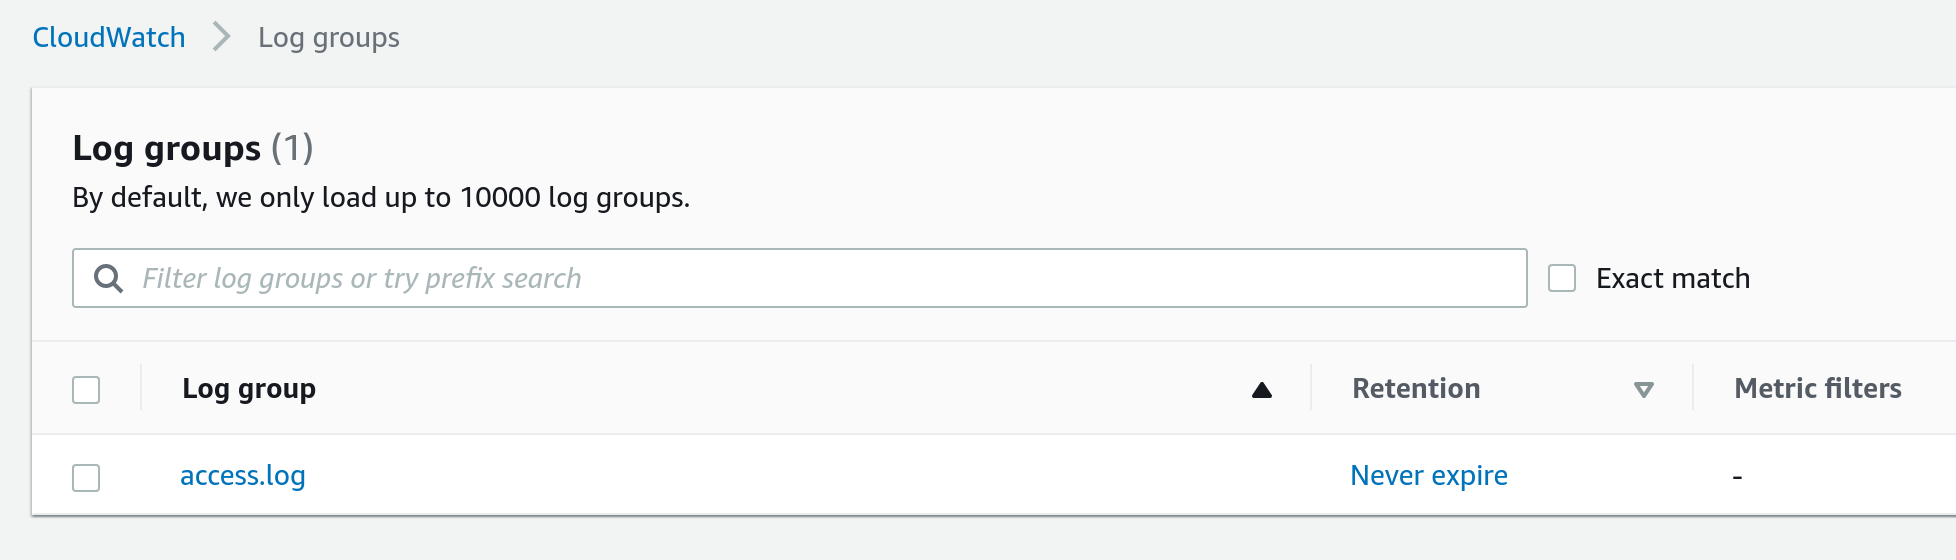 CloudWatch > Log groups
Log groups (1)
By default, we only load up to 10000 log groups.
Filter log groups or try prefix search
Exact match
Log group
Retention
Metric filters
access.log
Never expire
-